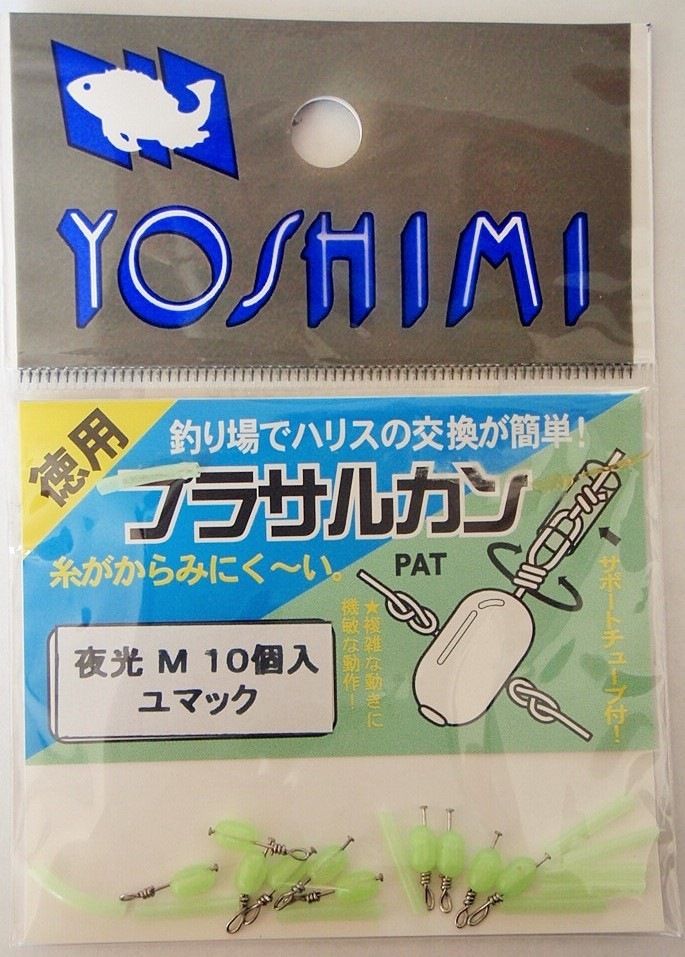 YOSHIMI
徳用
釣り場でハリスの交換が簡単！
プラサルカン
糸がからみにく〜い。
PAT
サポートチューブ付！
★複雑な動きに
機敏な動作！
夜光 M 10個入
ユマック